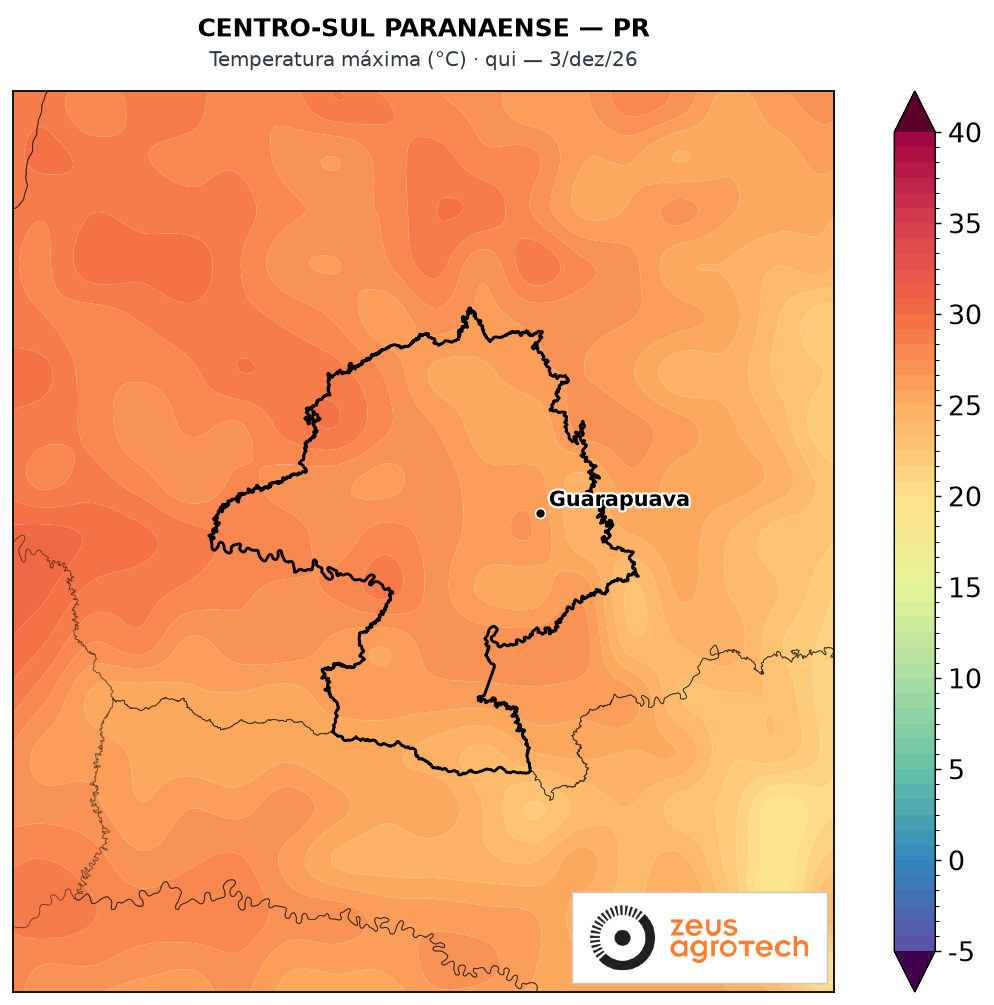 CENTRO-SUL PARANAENSE — PR
Temperatura máxima (°C) · qui — 3/dez/26
40
35
30
25
20
15
10
5
0
-5
Guarapuava
zeus
agrotech